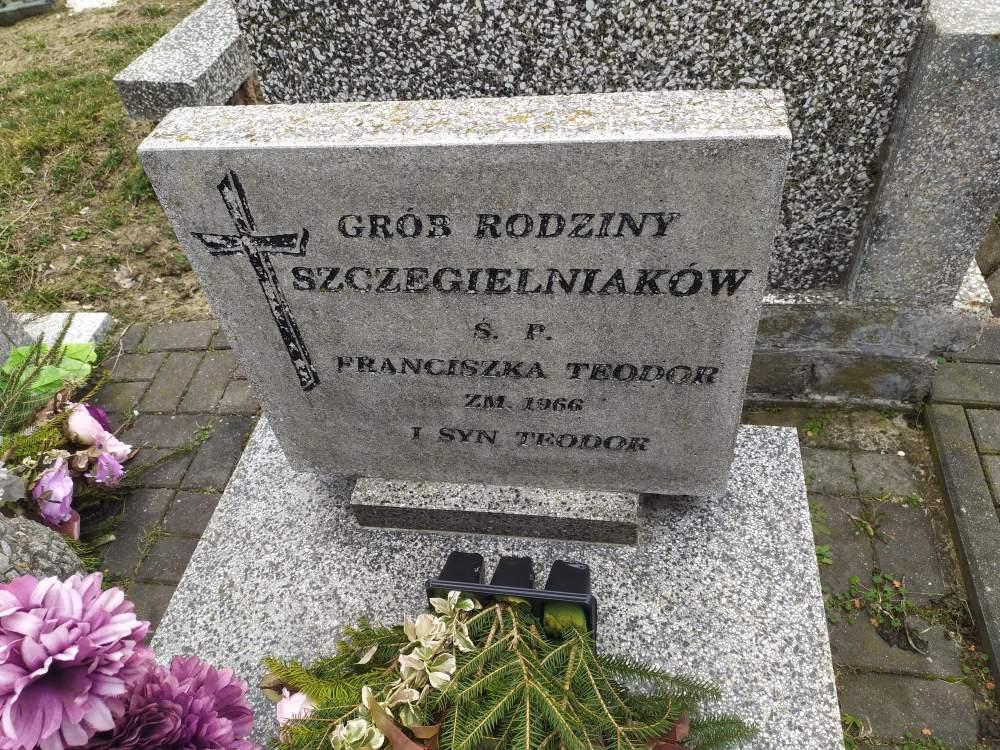 GRÓB RODZINY
SZCZEGIELNIAKÓW
Ś. P.
FRANCISZKA TEODOR
ZM. 1966
I SYN TEODOR